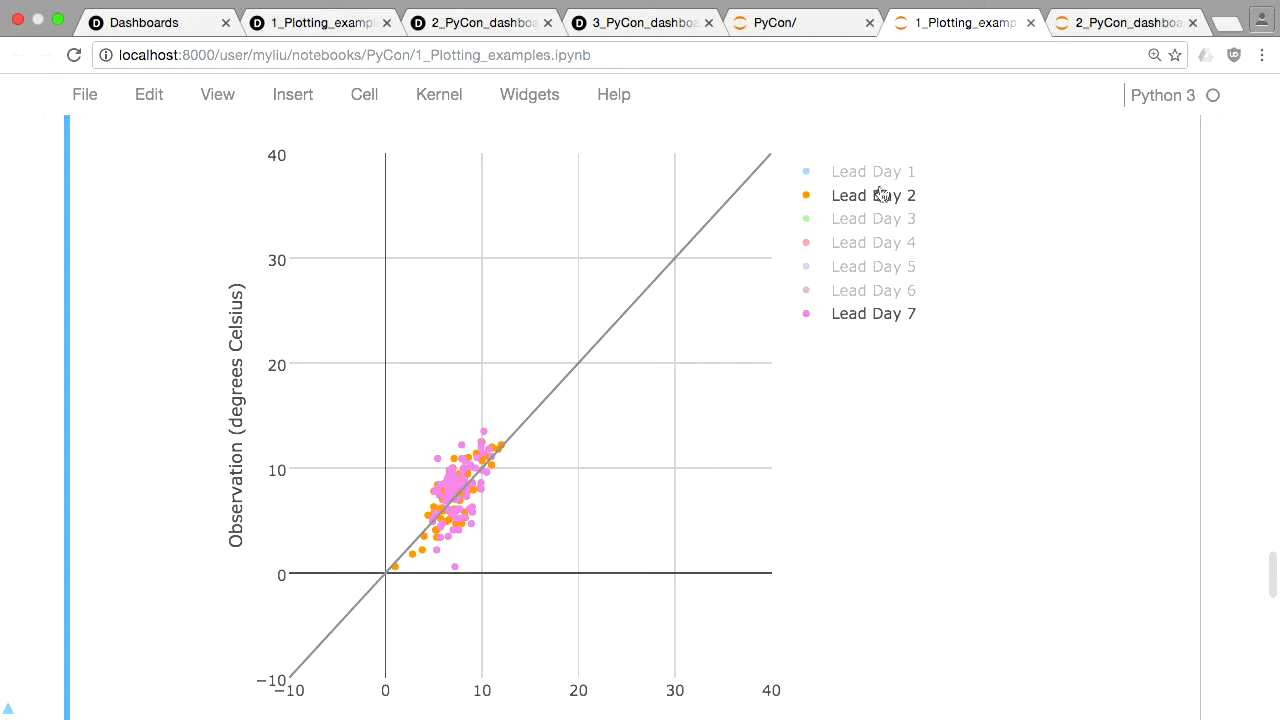 Dashboards
1_Plotting_exampl
2_PyCon_dashboa
3_PyCon_dashboa
PyCon/
1_Plotting_examp
2_PyCon_dashboa
localhost:8000/user/myliu/notebooks/PyCon/1_Plotting_examples.ipynb
File Edit View Insert Cell Kernel Widgets Help
Python 3
40
30
20
10
0
−10
Observation (degrees Celsius)
−10 0 10 20 30 40
Lead Day 1
Lead Day 2
Lead Day 3
Lead Day 4
Lead Day 5
Lead Day 6
Lead Day 7